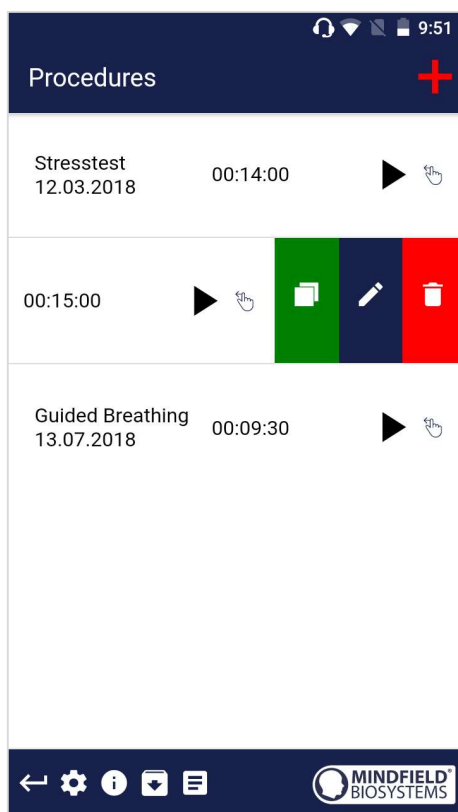 9:51
Procedures
Stresstest
12.03.2018
00:14:00
00:15:00
Guided Breathing
13.07.2018
00:09:30
MINDFIELD®
BIOSYSTEMS